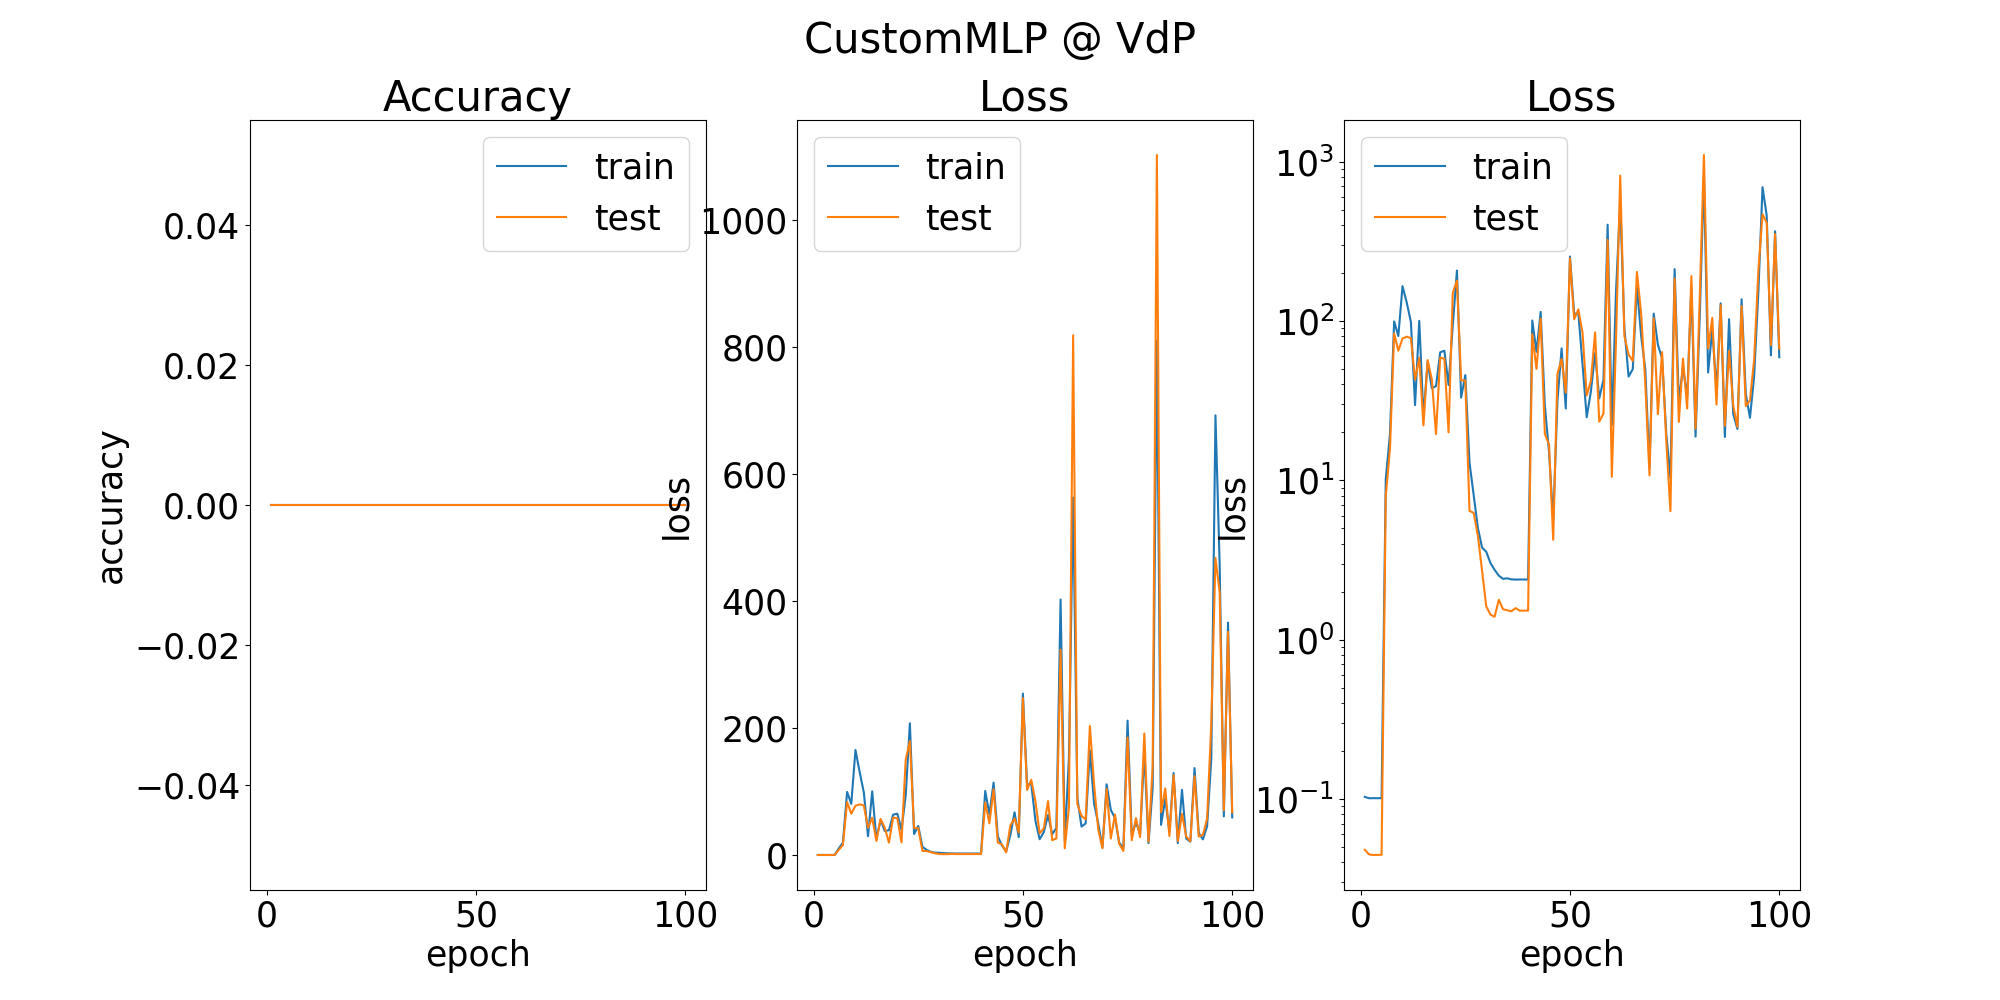 CustomMLP @ VdP
Accuracy
train
test
0.04
0.02
0.00
−0.02
−0.04
accuracy
0
50
100
epoch
Loss
train
test
1000
800
600
400
200
0
loss
0
50
100
epoch
Loss
train
test
10³
10²
10¹
10⁰
10⁻¹
loss
0
50
100
epoch